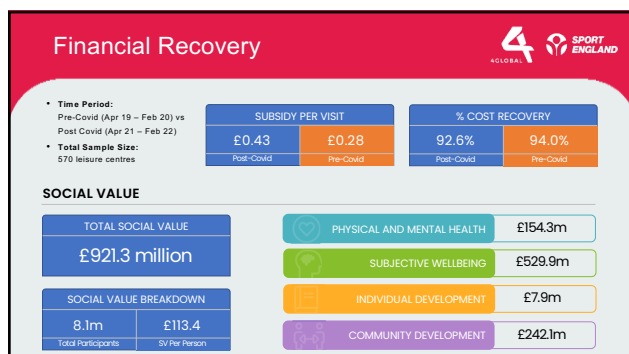 Financial Recovery
4GLOBAL
SPORT
ENGLAND
• Time Period:
Pre-Covid (Apr 19 – Feb 20) vs
Post Covid (Apr 21 – Feb 22)
• Total Sample Size:
570 leisure centres
SUBSIDY PER VISIT
£0.43 £0.28
Post-Covid Pre-Covid
% COST RECOVERY
92.6% 94.0%
Post-Covid Pre-Covid
SOCIAL VALUE
TOTAL SOCIAL VALUE
£921.3 million
SOCIAL VALUE BREAKDOWN
8.1m £113.4
Total Participants SV Per Person
PHYSICAL AND MENTAL HEALTH £154.3m
SUBJECTIVE WELLBEING £529.9m
INDIVIDUAL DEVELOPMENT £7.9m
COMMUNITY DEVELOPMENT £242.1m